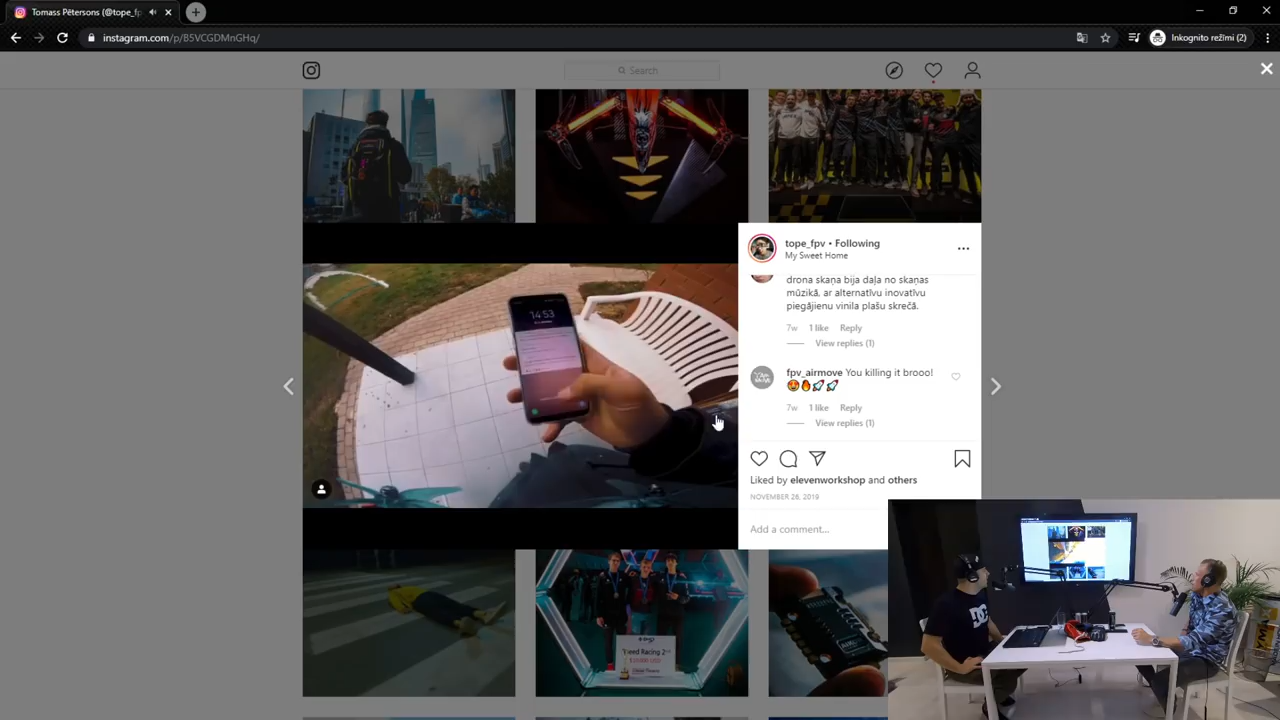 Tomass Pētersons (@tope_fp
instagram.com/p/B5VCGDMnGHq/
Inkognito režīmi (2)
Search
tope_fpv • Following
My Sweet Home
drona skaņa bija daļa no skaņas
mūzikā, ar alternatīvu inovatīvu
piegājienu vinila plašu skrečā.
7w 1 like Reply
View replies (1)
fpv_airmove You killing it brooo!
😍🔥🚀🚀
7w 1 like Reply
View replies (1)
Liked by elevenworkshop and others
NOVEMBER 26, 2019
Add a comment...
14:53
DC